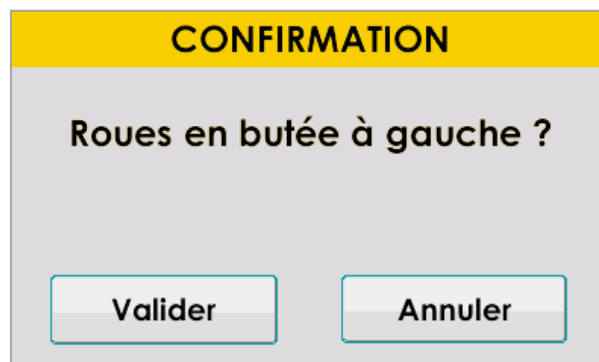 CONFIRMATION
Roues en butée à gauche ?
Valider
Annuler